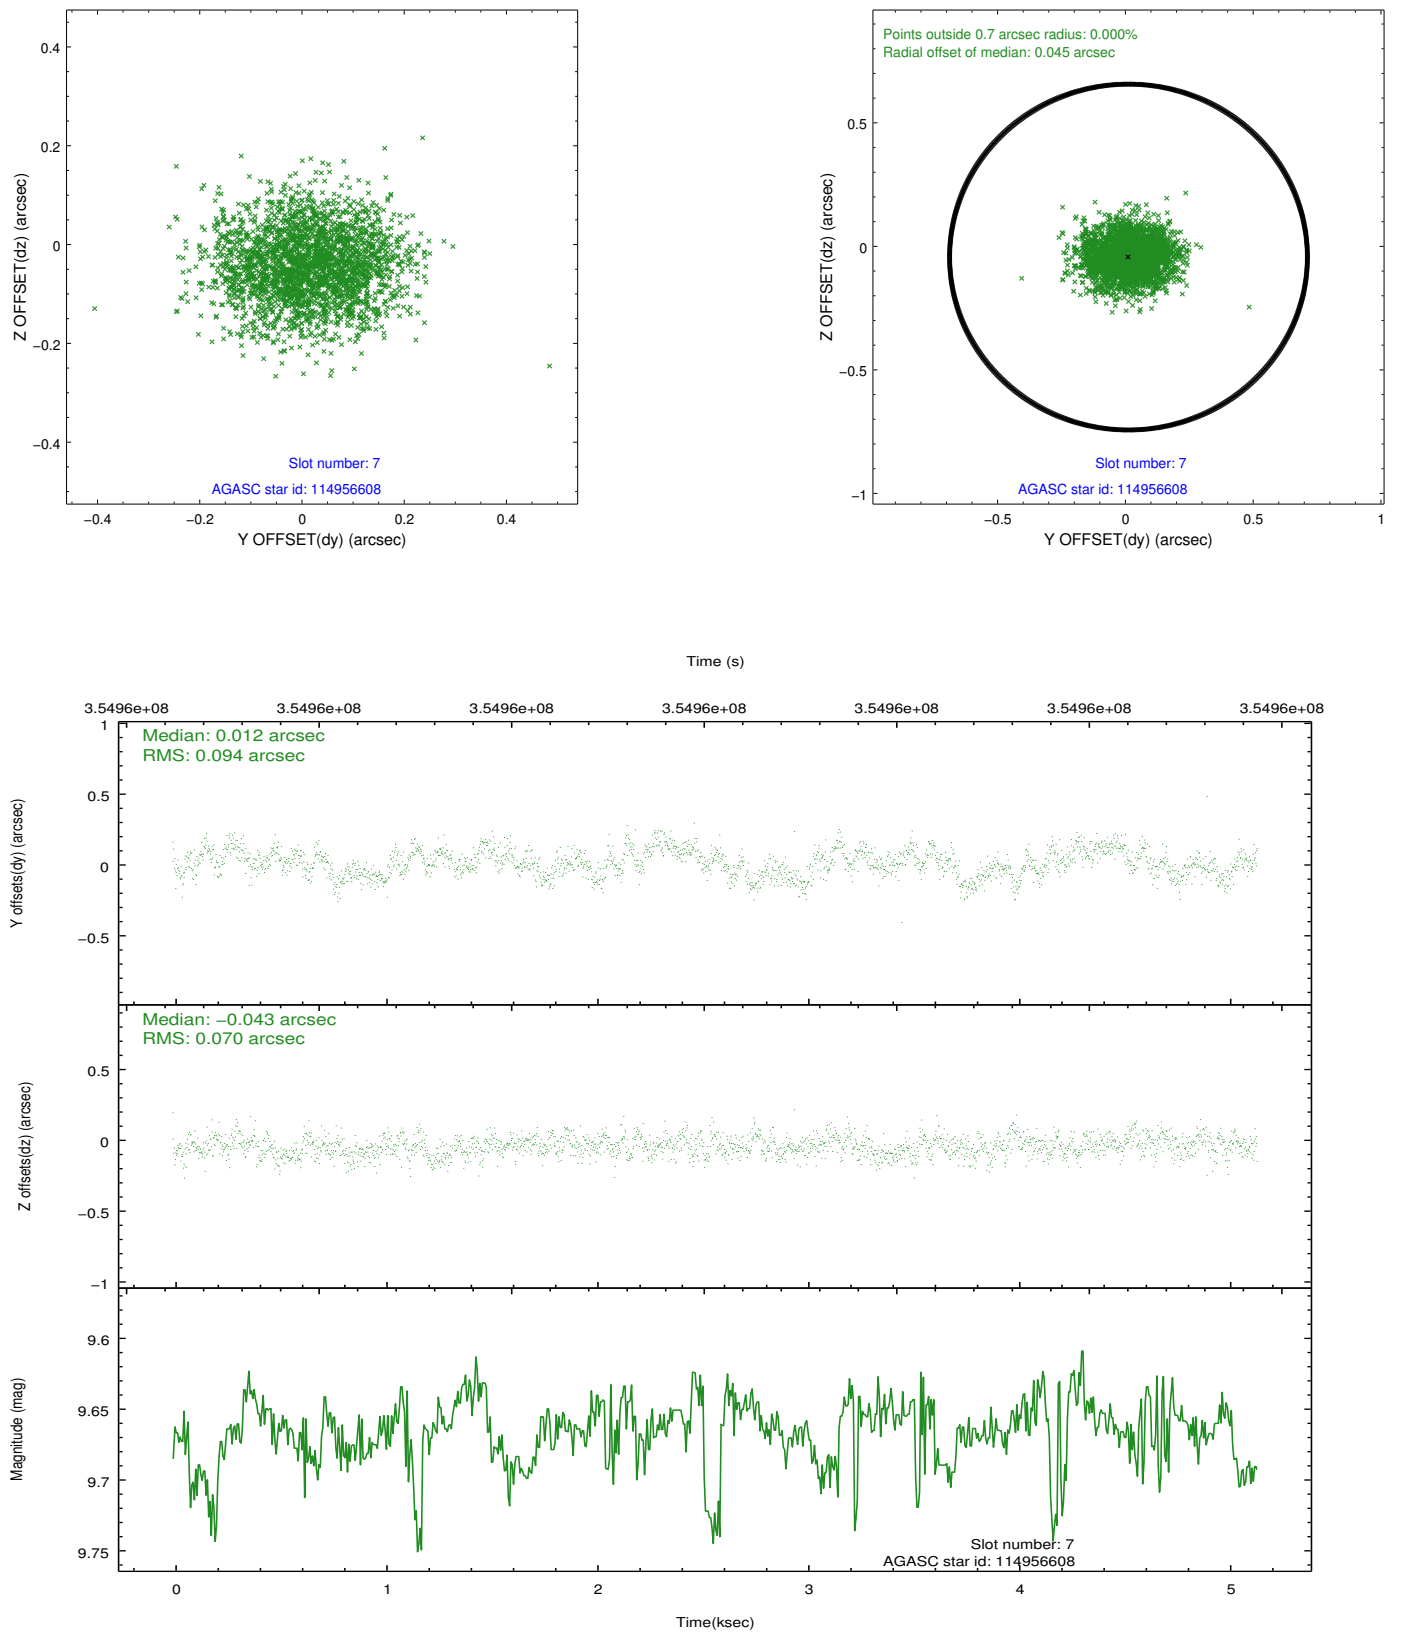 0.4
0.2
0
−0.2
−0.4
Z OFFSET(dz) (arcsec)
Slot number: 7
AGASC star id: 114956608
−0.4
−0.2
0
0.2
0.4
Y OFFSET(dy) (arcsec)
Points outside 0.7 arcsec radius: 0.000%
Radial offset of median: 0.045 arcsec
0.5
0
−0.5
−1
Z OFFSET(dz) (arcsec)
Slot number: 7
AGASC star id: 114956608
−0.5
0
0.5
1
Y OFFSET(dy) (arcsec)
Time (s)
3.5496e+08
3.5496e+08
3.5496e+08
3.5496e+08
3.5496e+08
3.5496e+08
3.5496e+08
Median: 0.012 arcsec
RMS: 0.094 arcsec
1
0.5
0
−0.5
Y offsets(dy) (arcsec)
Median: −0.043 arcsec
RMS: 0.070 arcsec
0.5
0
−0.5
−1
Z offsets(dz) (arcsec)
9.6
9.65
9.7
9.75
Magnitude (mag)
Slot number: 7
AGASC star id: 114956608
0
1
2
3
4
5
Time(ksec)